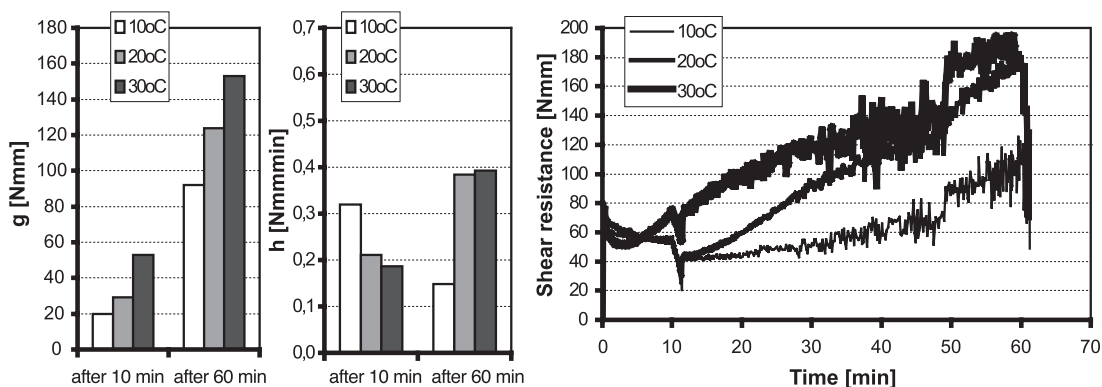 g [Nmm]
180
160
140
120
100
80
60
40
20
0
10oC
20oC
30oC
after 10 min after 60 min
h [Nmmmin]
0,7
0,6
0,5
0,4
0,3
0,2
0,1
0,0
10oC
20oC
30oC
after 10 min after 60 min
Shear resistance [Nmm]
200
180
160
140
120
100
80
60
40
20
0
10oC
20oC
30oC
0 10 20 30 40 50 60 70
Time [min]